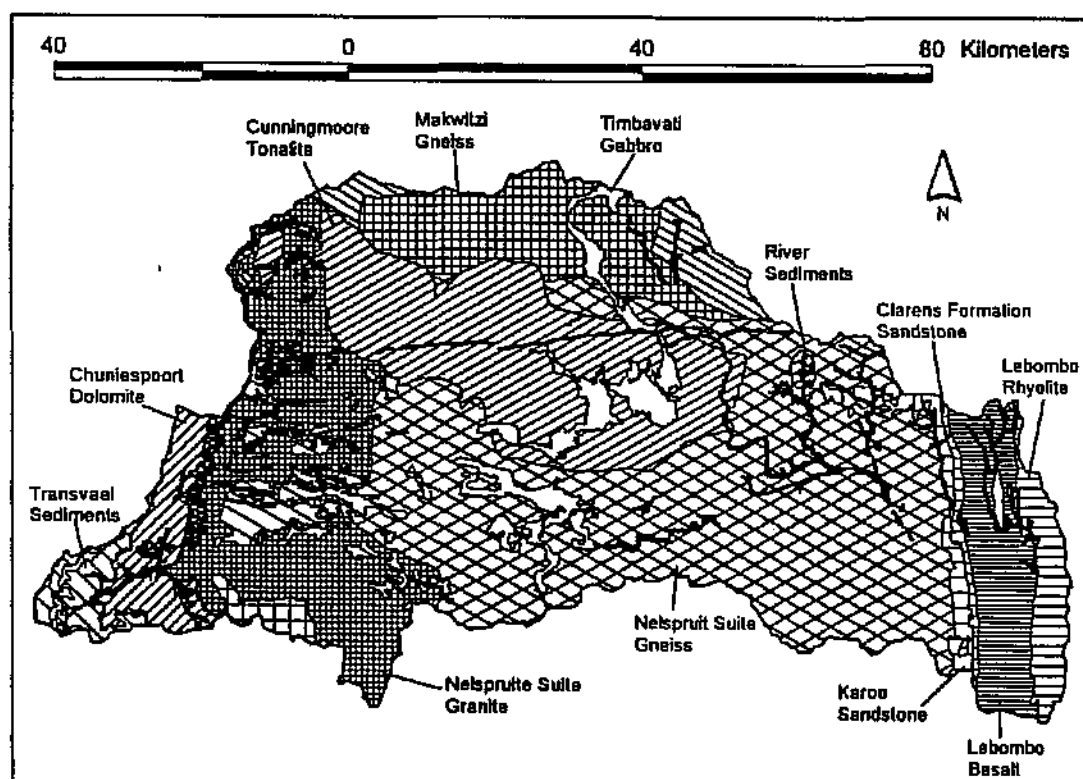 40 0 40 80 Kilometers
Cunningmoore
Tonalite
Makwitzi
Gneiss
Timbavati
Gabbro
N
River
Sediments
Clarens Formation
Sandstone
Lebombo
Rhyolite
Chuniespoort
Dolomite
Transvaal
Sediments
Nelspruit Suite
Gneiss
Nelspruite Suite
Granite
Karoo
Sandstone
Lebombo
Basalt